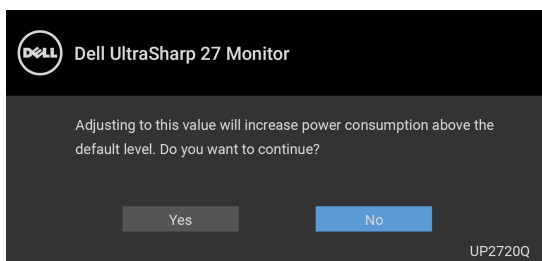 DELL
Dell UltraSharp 27 Monitor
Adjusting to this value will increase power consumption above the
default level. Do you want to continue?
Yes
No
UP2720Q